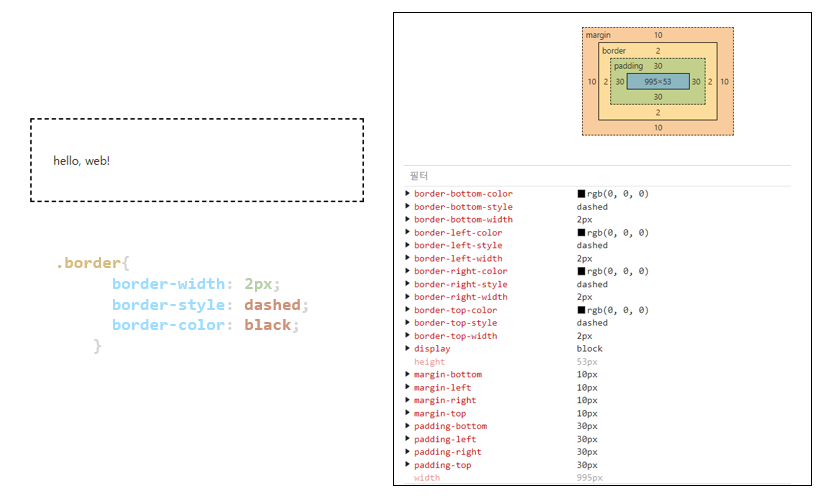 hello, web!
.border{
border-width: 2px;
border-style: dashed;
border-color: black;
}
margin 10
border 2
padding 30
10 2 30 995×53 30 2 10
30
2
10
필터
border-bottom-color rgb(0, 0, 0)
border-bottom-style dashed
border-bottom-width 2px
border-left-color rgb(0, 0, 0)
border-left-style dashed
border-left-width 2px
border-right-color rgb(0, 0, 0)
border-right-style dashed
border-right-width 2px
border-top-color rgb(0, 0, 0)
border-top-style dashed
border-top-width 2px
display block
height 53px
margin-bottom 10px
margin-left 10px
margin-right 10px
margin-top 10px
padding-bottom 30px
padding-left 30px
padding-right 30px
padding-top 30px
width 995px